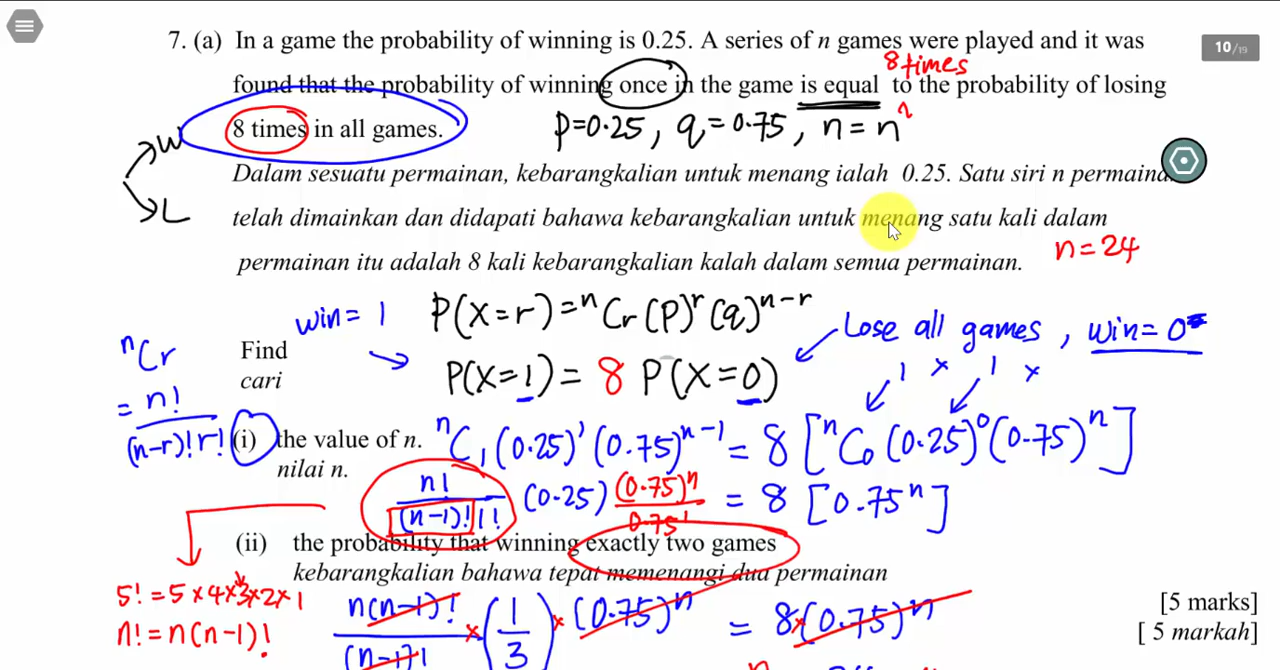 10/19
7. (a) In a game the probability of winning is 0.25. A series of n games were played and it was
8 times
found that the probability of winning once in the game is equal to the probability of losing
8 times in all games.
p=0.25, q=0.75, n=n
W
L
Dalam sesuatu permainan, kebarangkalian untuk menang ialah 0.25. Satu siri n permaina
telah dimainkan dan didapati bahawa kebarangkalian untuk menang satu kali dalam
permainan itu adalah 8 kali kebarangkalian kalah dalam semua permainan.
n=24
win=1
P(X=r)=ⁿCr(p)ʳ(q)ⁿ⁻ʳ
Lose all games, win=0
ⁿCr
= n!/(n-r)!r!
Find
cari
P(X=1)=8 P(X=0)
1 × 1 ×
(i) the value of n.
nilai n.
ⁿC₁(0.25)¹(0.75)ⁿ⁻¹=8[ⁿC₀(0.25)⁰(0.75)ⁿ]
n!/(n-1)!1! (0.25) (0.75)ⁿ/0.75¹ = 8[0.75ⁿ]
(ii) the probability that winning exactly two games
kebarangkalian bahawa tepat memenangi dua permainan
5!=5×4×3×2×1
n!=n(n-1)!
n(n-1)!/(n-1)1 × (1/3) × (0.75)ⁿ = 8×(0.75)ⁿ
[5 marks]
[ 5 markah]